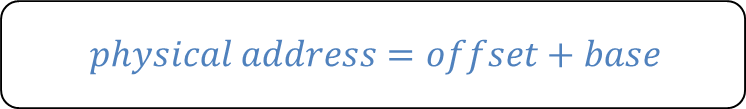 physical address = offset + base